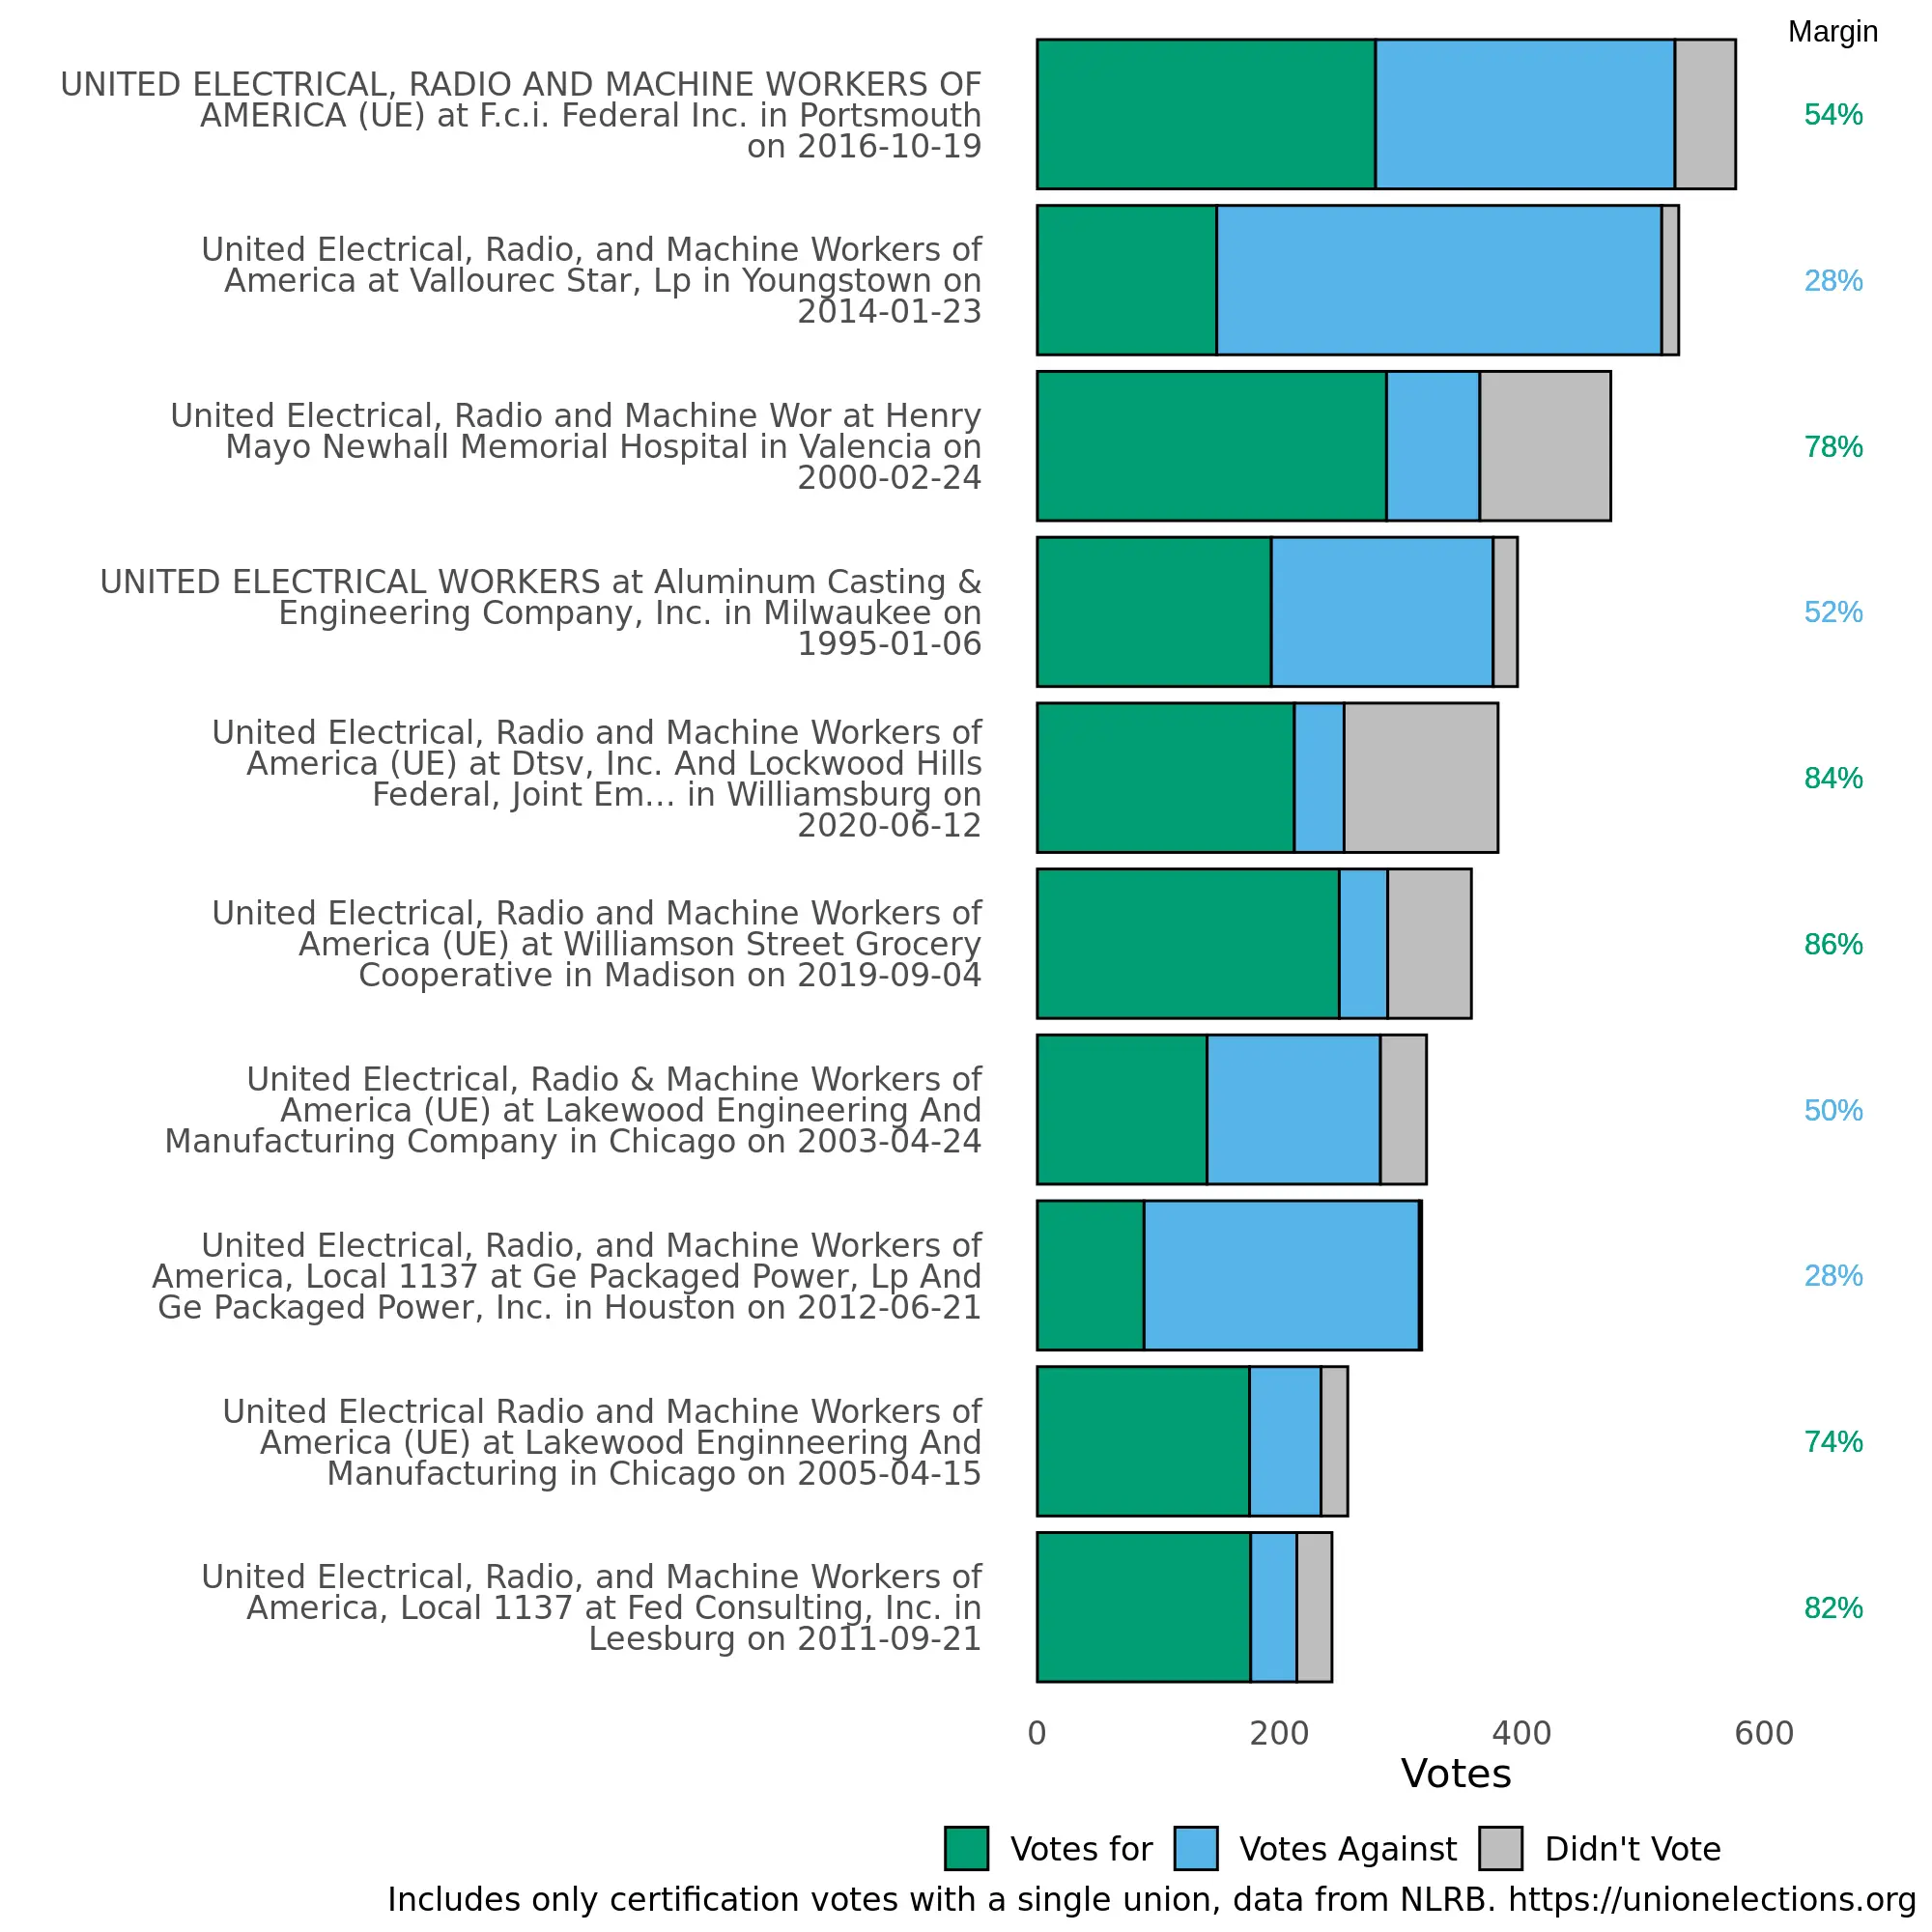 Margin
UNITED ELECTRICAL, RADIO AND MACHINE WORKERS OF
AMERICA (UE) at F.c.i. Federal Inc. in Portsmouth
on 2016-10-19
54%
United Electrical, Radio, and Machine Workers of
America at Vallourec Star, Lp in Youngstown on
2014-01-23
28%
United Electrical, Radio and Machine Wor at Henry
Mayo Newhall Memorial Hospital in Valencia on
2000-02-24
78%
UNITED ELECTRICAL WORKERS at Aluminum Casting &
Engineering Company, Inc. in Milwaukee on
1995-01-06
52%
United Electrical, Radio and Machine Workers of
America (UE) at Dtsv, Inc. And Lockwood Hills
Federal, Joint Em... in Williamsburg on
2020-06-12
84%
United Electrical, Radio and Machine Workers of
America (UE) at Williamson Street Grocery
Cooperative in Madison on 2019-09-04
86%
United Electrical, Radio & Machine Workers of
America (UE) at Lakewood Engineering And
Manufacturing Company in Chicago on 2003-04-24
50%
United Electrical, Radio, and Machine Workers of
America, Local 1137 at Ge Packaged Power, Lp And
Ge Packaged Power, Inc. in Houston on 2012-06-21
28%
United Electrical Radio and Machine Workers of
America (UE) at Lakewood Enginneering And
Manufacturing in Chicago on 2005-04-15
74%
United Electrical, Radio, and Machine Workers of
America, Local 1137 at Fed Consulting, Inc. in
Leesburg on 2011-09-21
82%
0 200 400 600
Votes
Votes for Votes Against Didn't Vote
Includes only certification votes with a single union, data from NLRB. https://unionelections.org